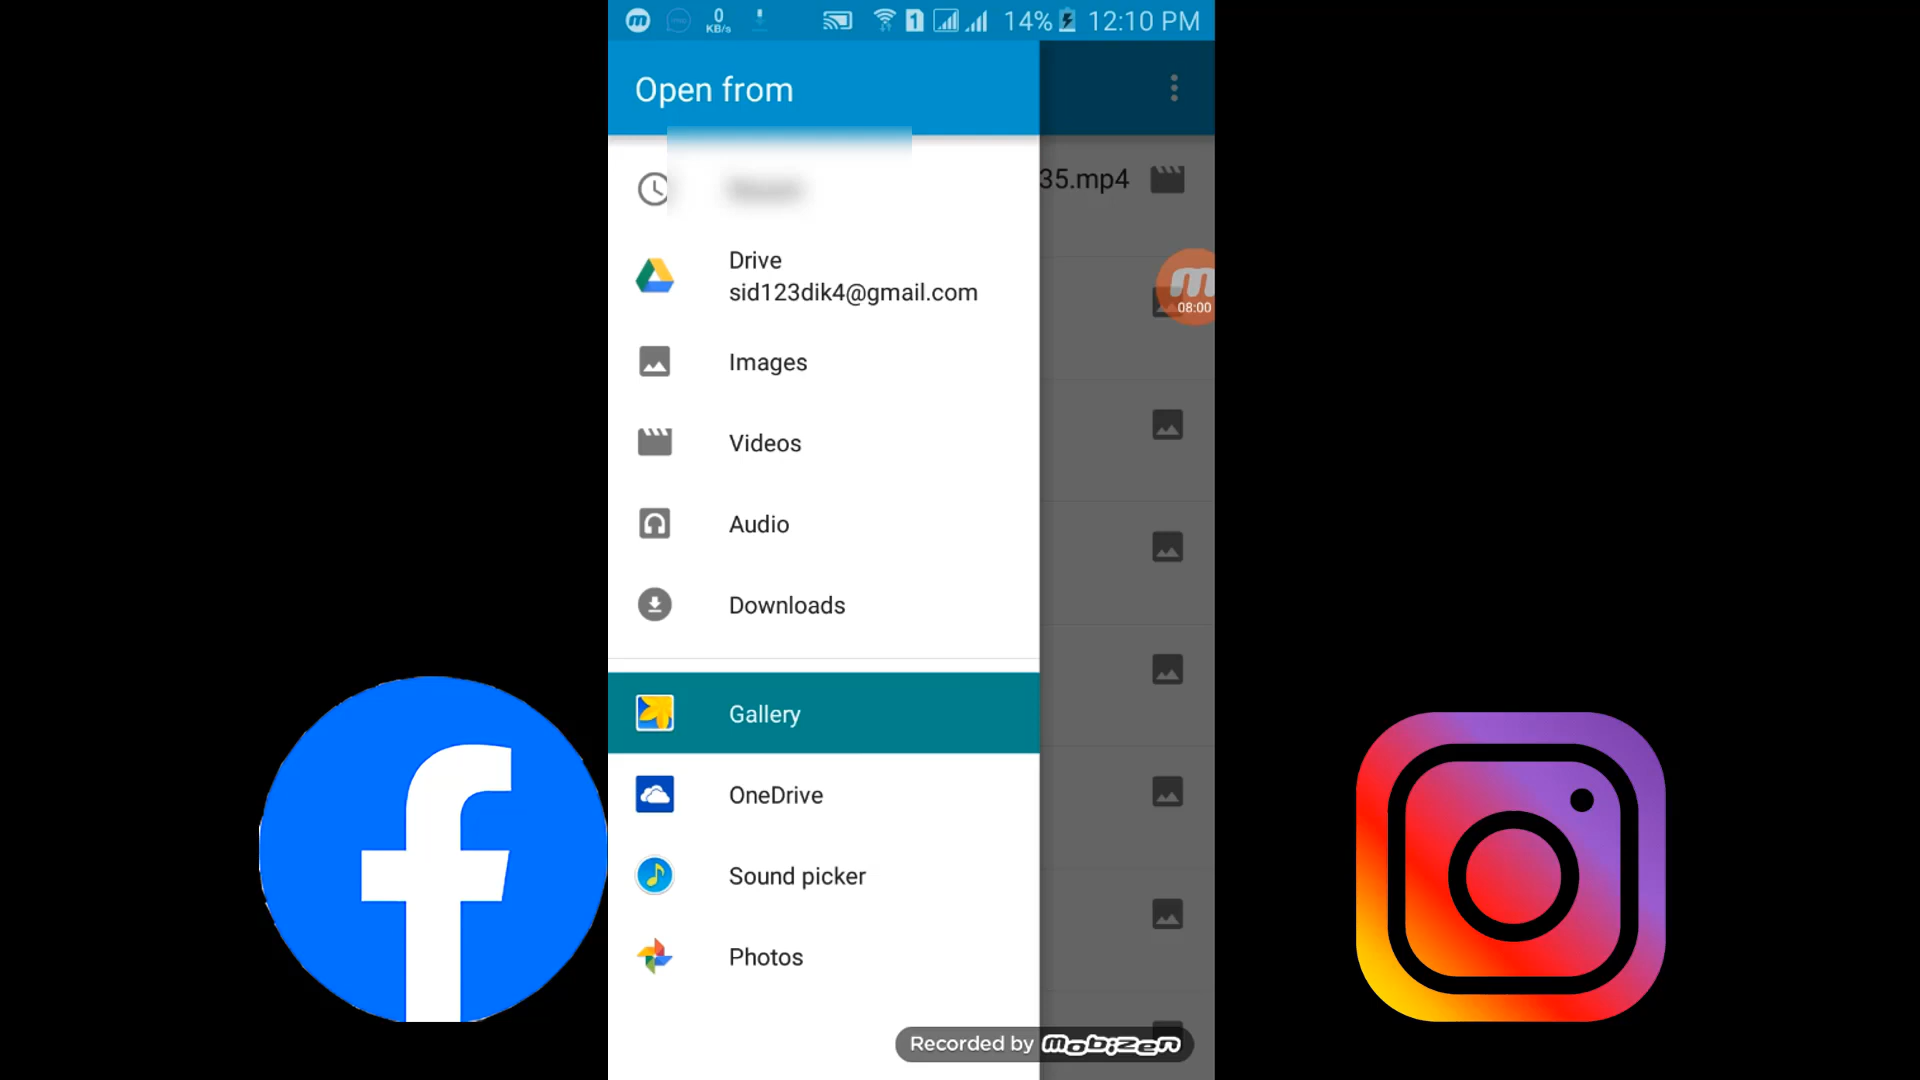 0
KB/s
1
14%
12:10 PM
Open from
35.mp4
Drive
sid123dik4@gmail.com
08:00
Images
Videos
Audio
Downloads
Gallery
OneDrive
Sound picker
Photos
Recorded by mobizen